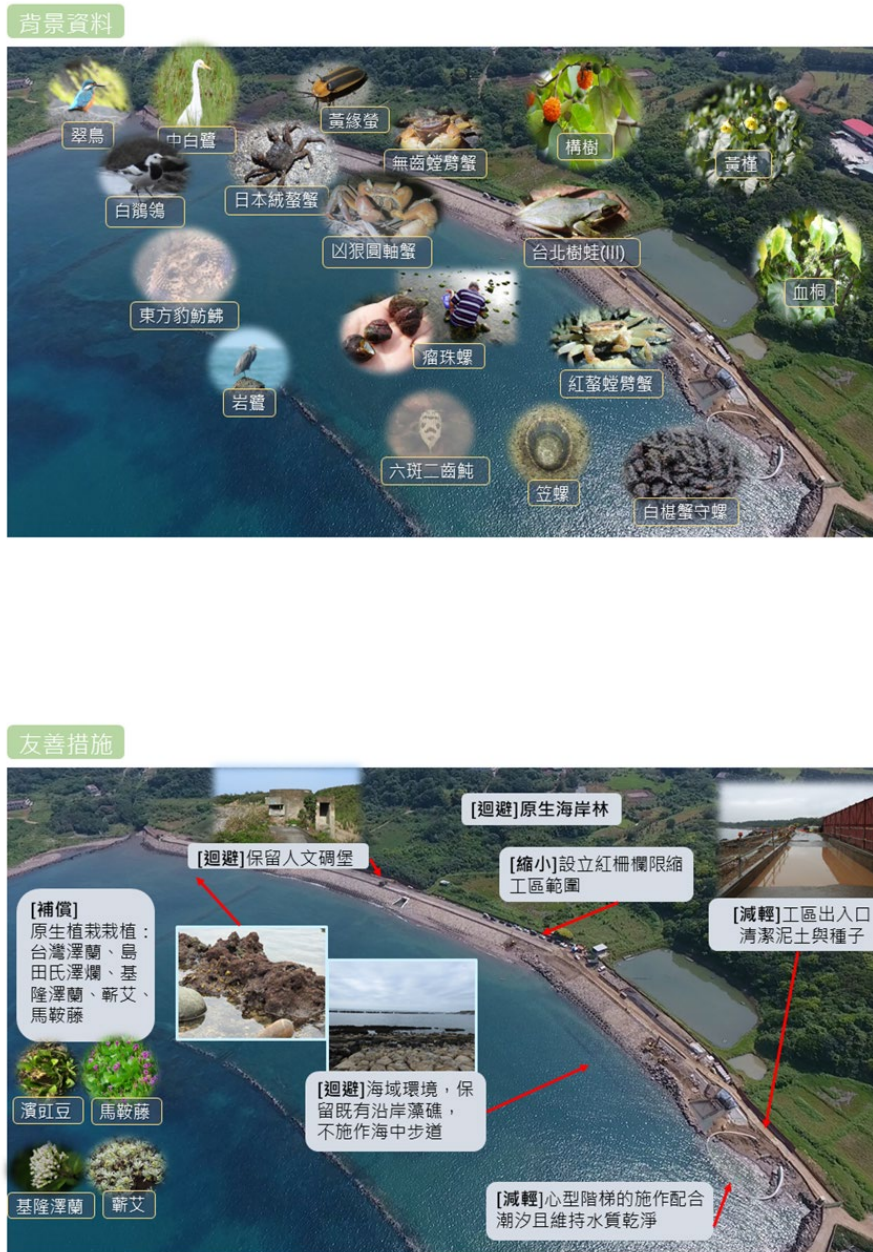 背景資料
翠鳥
中白鷺
黃緣螢
無齒螳臂蟹
構樹
黃槿
白鶺鴒
日本絨螯蟹
凶狠圓軸蟹
台北樹蛙(III)
血桐
東方豹魴鮄
瘤珠螺
紅螯螳臂蟹
岩鷺
六斑二齒魨
笠螺
白椹蟹守螺
友善措施
[迴避]保留人文碉堡
[迴避]原生海岸林
[縮小]設立紅柵欄限縮
工區範圍
[減輕]工區出入口
清潔泥土與種子
[補償]
原生植栽栽植：
台灣澤蘭、島
田氏澤爛、基
隆澤蘭、蘄艾、
馬鞍藤
[迴避]海域環境，保
留既有沿岸藻礁，
不施作海中步道
濱豇豆
馬鞍藤
基隆澤蘭
蘄艾
[減輕]心型階梯的施作配合
潮汐且維持水質乾淨